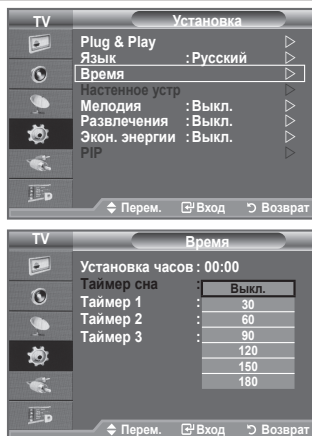 TV
Установка
Plug & Play
Язык : Русский
Время
Настенное устр
Мелодия : Выкл.
Развлечения : Выкл.
Экон. энергии : Выкл.
PIP
Перем. Вход Возврат
TV
Время
Установка часов : 00:00
Таймер сна : Выкл.
Таймер 1 : 30
Таймер 2 : 60
Таймер 3 : 90
120
150
180
Перем. Вход Возврат